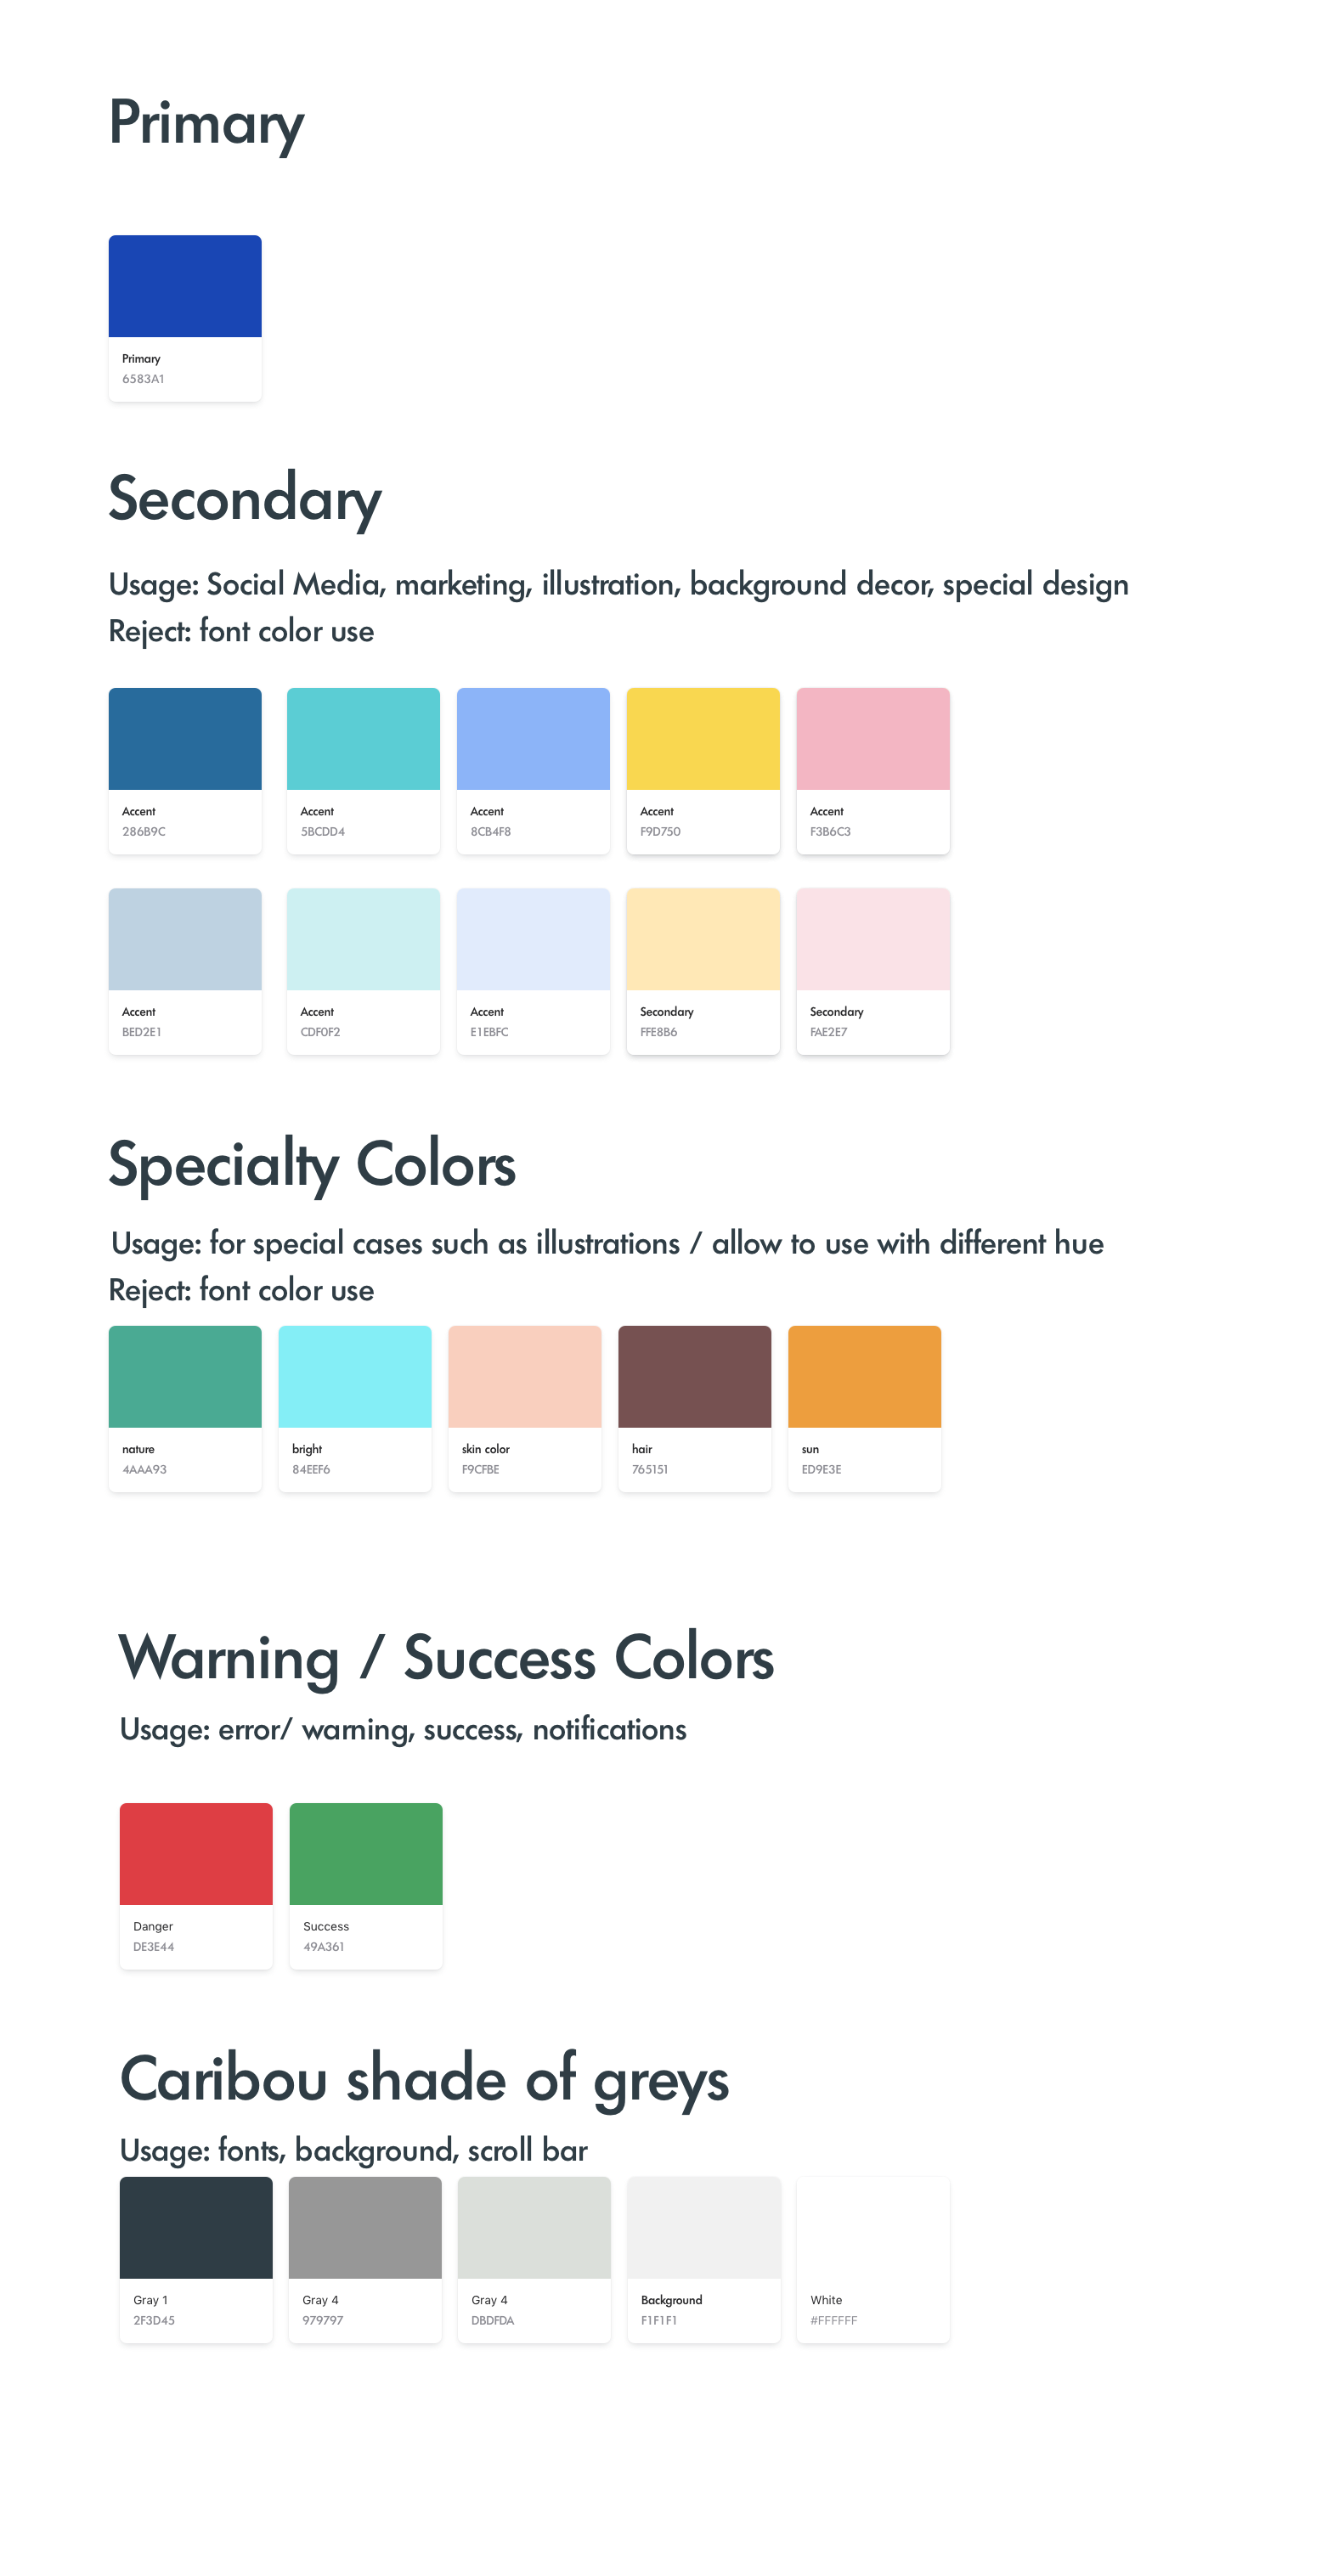 Primary
Primary
6583A1
Secondary
Usage: Social Media, marketing, illustration, background decor, special design
Reject: font color use
Accent
286B9C
Accent
5BCDD4
Accent
8CB4F8
Accent
F9D750
Accent
F3B6C3
Accent
BED2E1
Accent
CDF0F2
Accent
E1EBFC
Secondary
FFE8B6
Secondary
FAE2E7
Specialty Colors
Usage: for special cases such as illustrations / allow to use with different hue
Reject: font color use
nature
4AAA93
bright
84EEF6
skin color
F9CFBE
hair
765151
sun
ED9E3E
Warning / Success Colors
Usage: error/ warning, success, notifications
Danger
DE3E44
Success
49A361
Caribou shade of greys
Usage: fonts, background, scroll bar
Gray 1
2F3D45
Gray 4
979797
Gray 4
DBDFDA
Background
F1F1F1
White
#FFFFFF